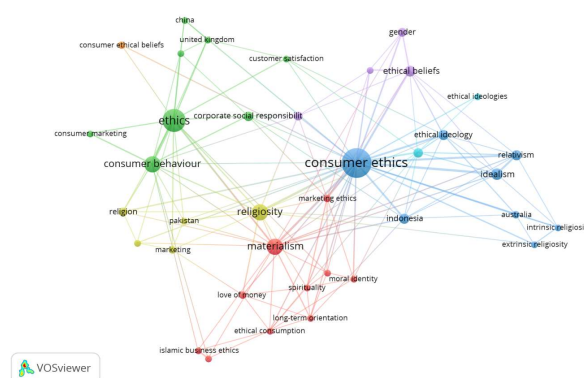 china
united kingdom
consumer ethical beliefs
gender
customer satisfaction
ethical beliefs
ethical ideologies
ethics
corporate social responsibilit
consumer marketing
ethical ideology
consumer behaviour
consumer ethics
relativism
idealism
marketing ethics
religion
religiosity
pakistan
indonesia
australia
intrinsic religiosi
marketing
materialism
extrinsic religiosity
moral identity
spirituality
love of money
long-term orientation
ethical consumption
islamic business ethics
VOSviewer